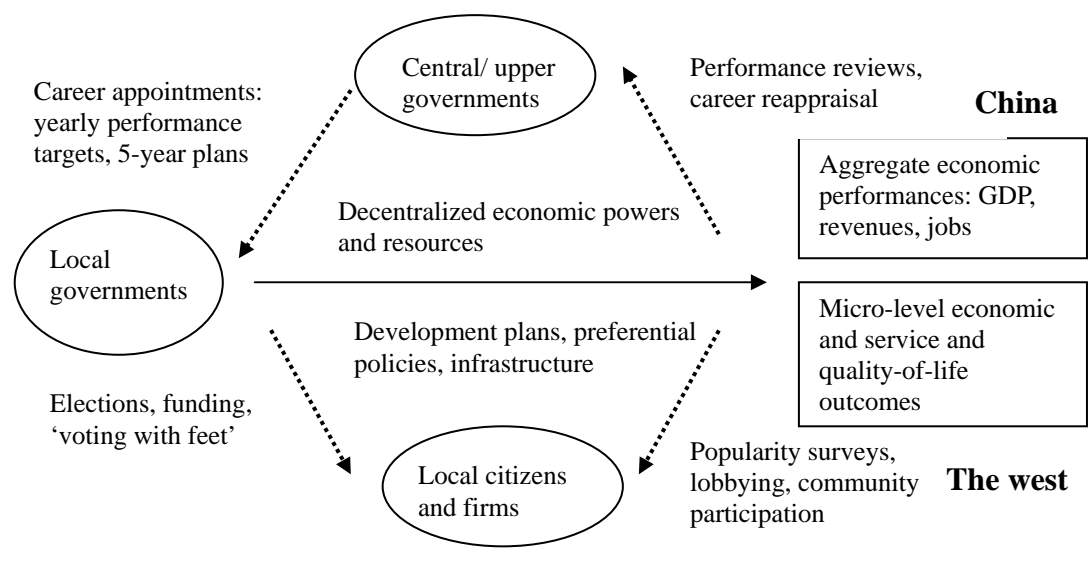 Central/ upper
governments
Performance reviews,
career reappraisal
China
Career appointments:
yearly performance
targets, 5-year plans
Aggregate economic
performances: GDP,
revenues, jobs
Decentralized economic powers
and resources
Local
governments
Micro-level economic
and service and
quality-of-life
outcomes
Development plans, preferential
policies, infrastructure
Elections, funding,
‘voting with feet’
Local citizens
and firms
Popularity surveys,
lobbying, community
participation
The west